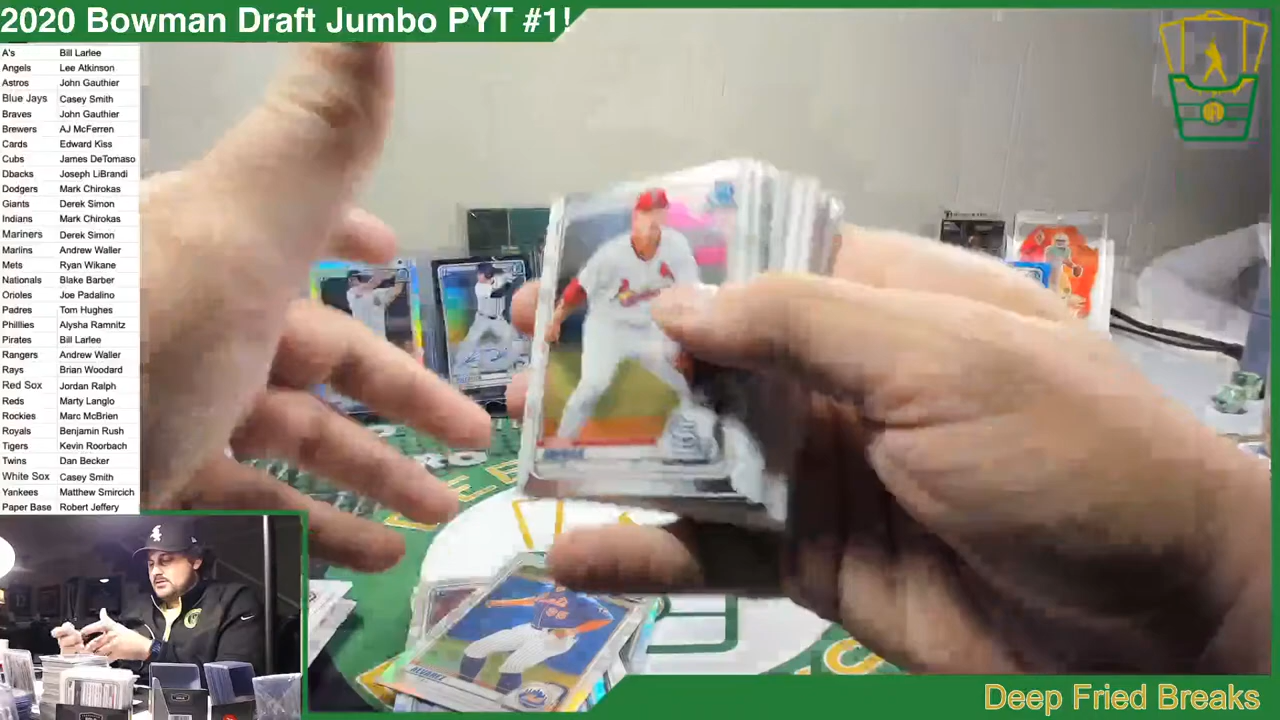 2020 Bowman Draft Jumbo PYT #1!
A's Bill Larlee
Angels Lee Atkinson
Astros John Gauthier
Blue Jays Casey Smith
Braves John Gauthier
Brewers AJ McFerren
Cards Edward Kiss
Cubs James DeTomaso
Dbacks Joseph LiBrandi
Dodgers Mark Chirokas
Giants Derek Simon
Indians Mark Chirokas
Mariners Derek Simon
Marlins Andrew Waller
Mets Ryan Wikane
Nationals Blake Barber
Orioles Joe Padalino
Padres Tom Hughes
Philllies Alysha Ramnitz
Pirates Bill Larlee
Rangers Andrew Waller
Rays Brian Woodard
Red Sox Jordan Ralph
Reds Marty Langlo
Rockies Marc McBrien
Royals Benjamin Rush
Tigers Kevin Roorbach
Twins Dan Becker
White Sox Casey Smith
Yankees Matthew Smircich
Paper Base Robert Jeffery
Deep Fried Breaks